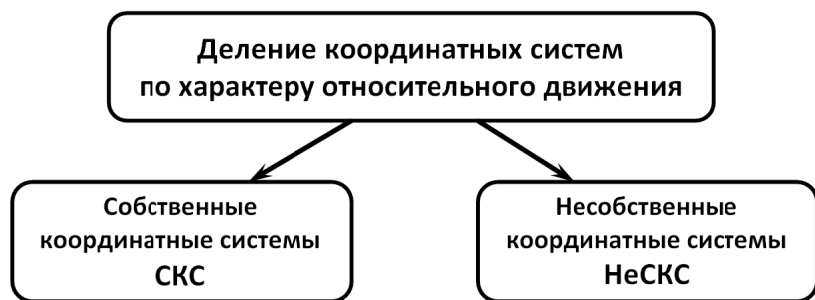 Деление координатных систем
по характеру относительного движения
Собственные
координатные системы
СКС
Несобственные
координатные системы
НеСКС